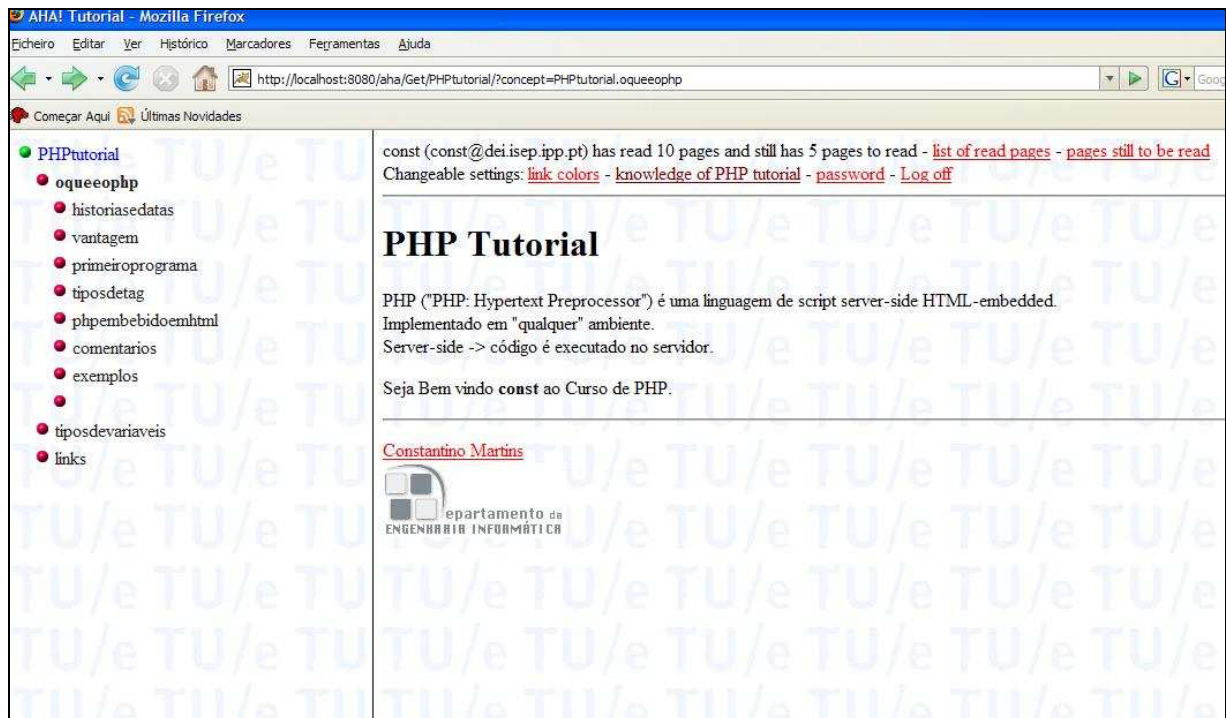 AHA! Tutorial - Mozilla Firefox
Ficheiro Editar Ver Histórico Marcadores Ferramentas Ajuda
http://localhost:8080/aha/Get/PHPtutorial/?concept=PHPtutorial.oqueeophp
G Goog
Começar Aqui Últimas Novidades
PHPtutorial
oqueeophp
historiasedatas
vantagem
primeiroprograma
tiposdetag
phpembebidoemhtml
comentarios
exemplos
tiposdevariaveis
links
const (const@dei.isep.ipp.pt) has read 10 pages and still has 5 pages to read - list of read pages - pages still to be read
Changeable settings: link colors - knowledge of PHP tutorial - password - Log off
PHP Tutorial
PHP ("PHP: Hypertext Preprocessor") é uma linguagem de script server-side HTML-embedded.
Implementado em "qualquer" ambiente.
Server-side -> código é executado no servidor.
Seja Bem vindo const ao Curso de PHP.
Constantino Martins
epartamento de
ENGENHARIA INFORMÁTICA
TU/e